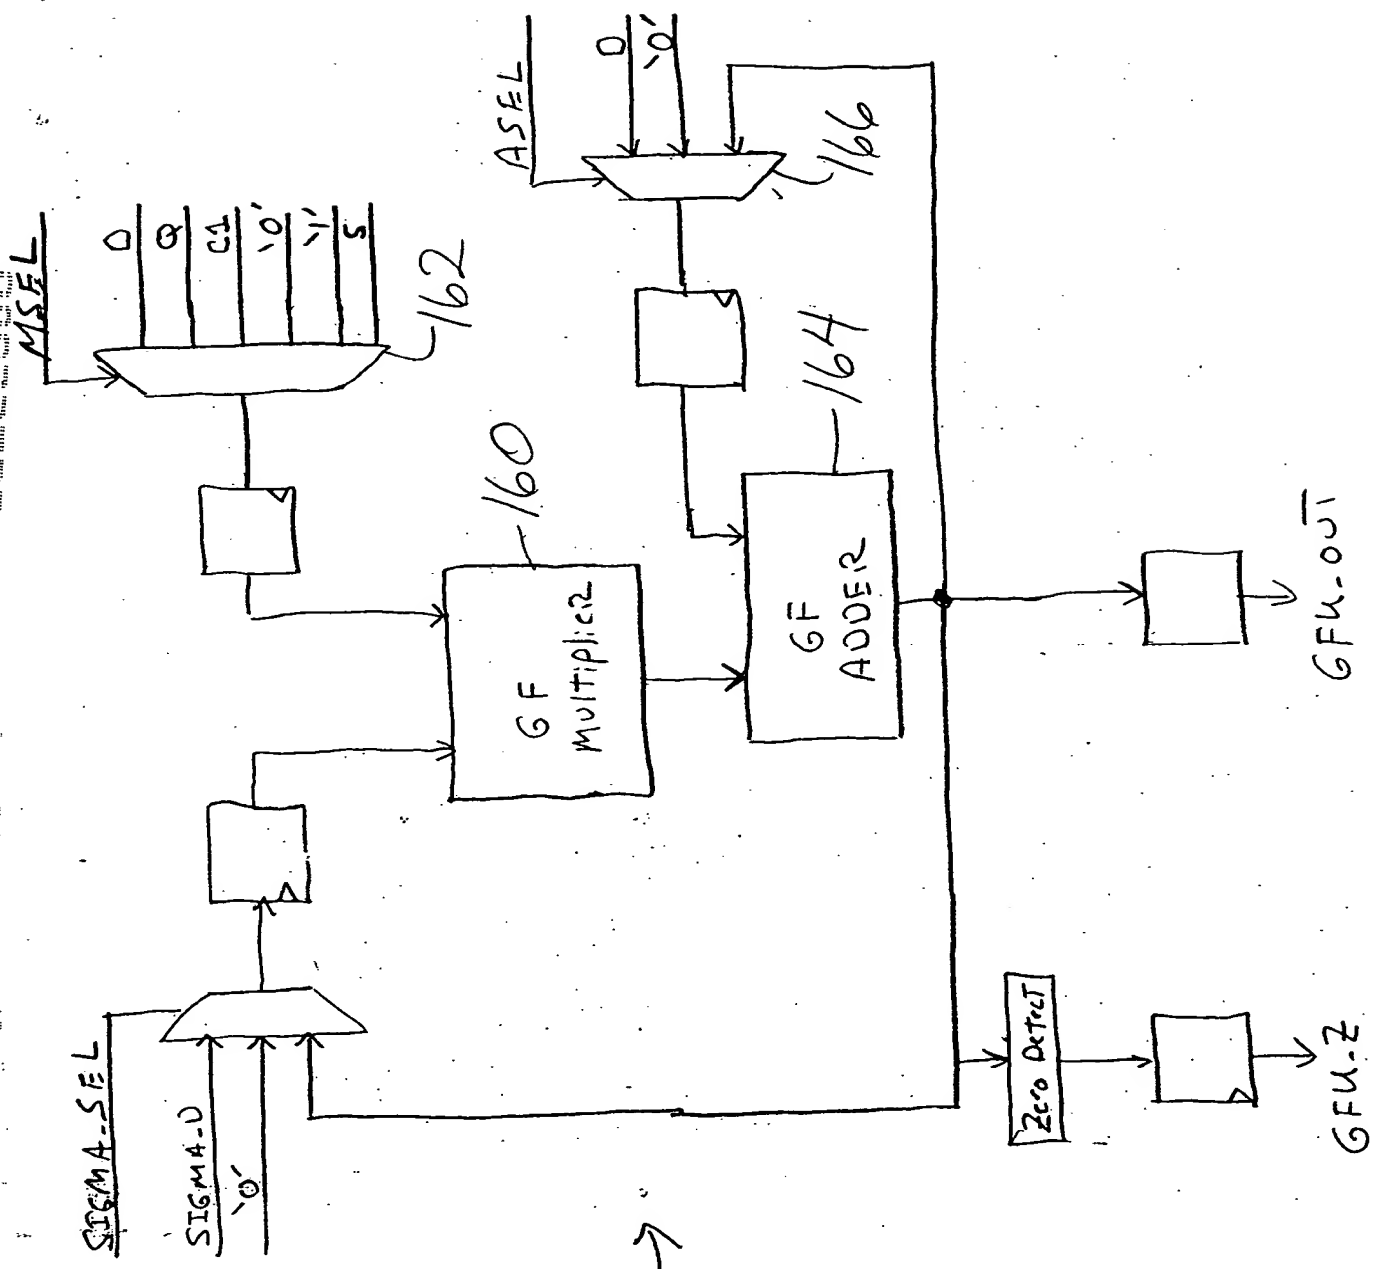 MSEL
D
Q
C1
'0'
'1'
S
162
ASEL
D
'0'
166
SIGMA_SEL
SIGMA_D
'0'
160
GF
Multiplier
164
GF
ADDER
Zero Detect
GFU_OUT
GFU_Z